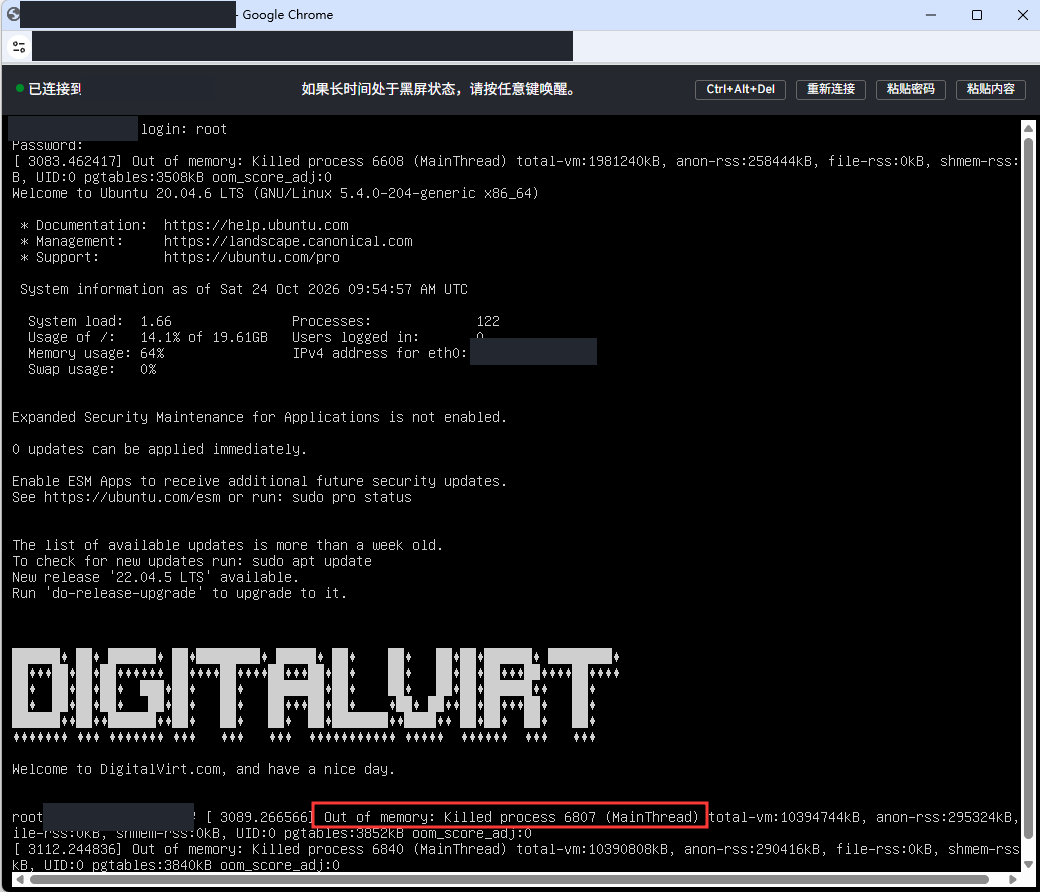 - Google Chrome
已连接到
如果长时间处于黑屏状态，请按任意键唤醒。
Ctrl+Alt+Del
重新连接
粘贴密码
粘贴内容
login: root
Password:
[ 3083.462417] Out of memory: Killed process 6608 (MainThread) total-vm:1981240kB, anon-rss:258444kB, file-rss:0kB, shmem-rss:
B, UID:0 pgtables:3508kB oom_score_adj:0
Welcome to Ubuntu 20.04.6 LTS (GNU/Linux 5.4.0-204-generic x86_64)
* Documentation: https://help.ubuntu.com
* Management: https://landscape.canonical.com
* Support: https://ubuntu.com/pro
System information as of Sat 24 Oct 2026 09:54:57 AM UTC
System load: 1.66 Processes: 122
Usage of /: 14.1% of 19.61GB Users logged in: 0
Memory usage: 64% IPv4 address for eth0:
Swap usage: 0%
Expanded Security Maintenance for Applications is not enabled.
0 updates can be applied immediately.
Enable ESM Apps to receive additional future security updates.
See https://ubuntu.com/esm or run: sudo pro status
The list of available updates is more than a week old.
To check for new updates run: sudo apt update
New release '22.04.5 LTS' available.
Run 'do-release-upgrade' to upgrade to it.
DIGITALVIRT
Welcome to DigitalVirt.com, and have a nice day.
root [ 3089.266566] Out of memory: Killed process 6807 (MainThread) total-vm:10394744kB, anon-rss:295324kB,
ile-rss:0kB, shmem-rss:0kB, UID:0 pgtables:3852kB oom_score_adj:0
[ 3112.244836] Out of memory: Killed process 6840 (MainThread) total-vm:10390808kB, anon-rss:290416kB, file-rss:0kB, shmem-rss
kB, UID:0 pgtables:3840kB oom_score_adj:0